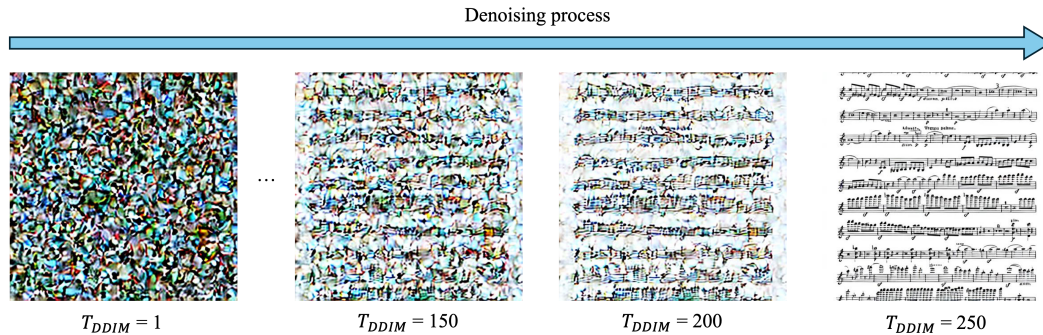 Denoising process
...
T_DDIM = 1
T_DDIM = 150
T_DDIM = 200
T_DDIM = 250